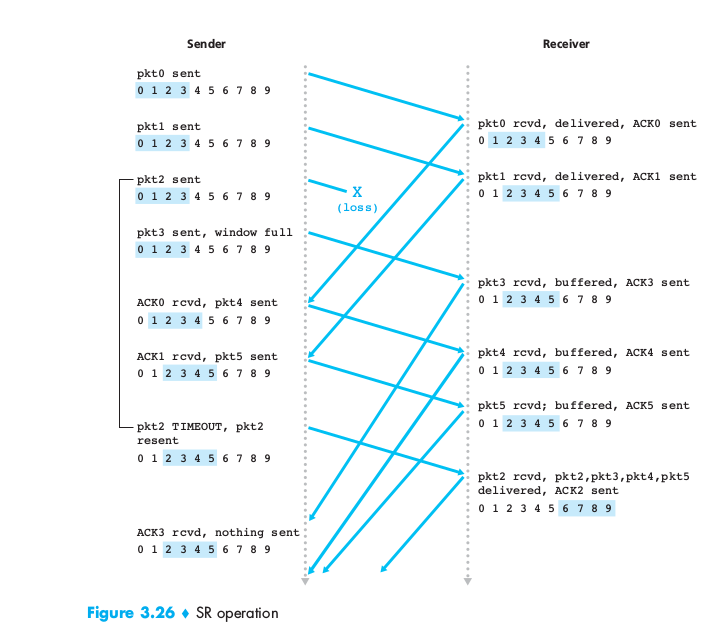 Sender
Receiver
pkt0 sent
0 1 2 3 4 5 6 7 8 9
pkt0 rcvd, delivered, ACK0 sent
0 1 2 3 4 5 6 7 8 9
pkt1 sent
0 1 2 3 4 5 6 7 8 9
pkt1 rcvd, delivered, ACK1 sent
0 1 2 3 4 5 6 7 8 9
pkt2 sent
0 1 2 3 4 5 6 7 8 9
X
(loss)
pkt3 sent, window full
0 1 2 3 4 5 6 7 8 9
pkt3 rcvd, buffered, ACK3 sent
0 1 2 3 4 5 6 7 8 9
ACK0 rcvd, pkt4 sent
0 1 2 3 4 5 6 7 8 9
pkt4 rcvd, buffered, ACK4 sent
0 1 2 3 4 5 6 7 8 9
ACK1 rcvd, pkt5 sent
0 1 2 3 4 5 6 7 8 9
pkt5 rcvd; buffered, ACK5 sent
0 1 2 3 4 5 6 7 8 9
pkt2 TIMEOUT, pkt2
resent
0 1 2 3 4 5 6 7 8 9
pkt2 rcvd, pkt2,pkt3,pkt4,pkt5
delivered, ACK2 sent
0 1 2 3 4 5 6 7 8 9
ACK3 rcvd, nothing sent
0 1 2 3 4 5 6 7 8 9
Figure 3.26 ♦ SR operation